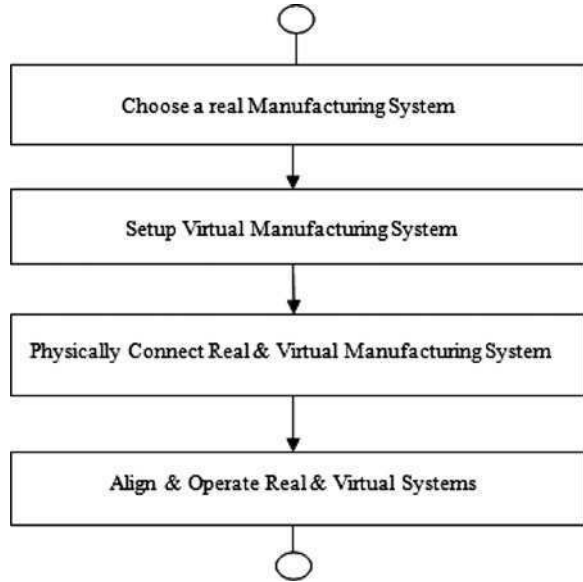 Choose a real Manufacturing System
Setup Virtual Manufacturing System
Physically Connect Real & Virtual Manufacturing System
Align & Operate Real & Virtual Systems